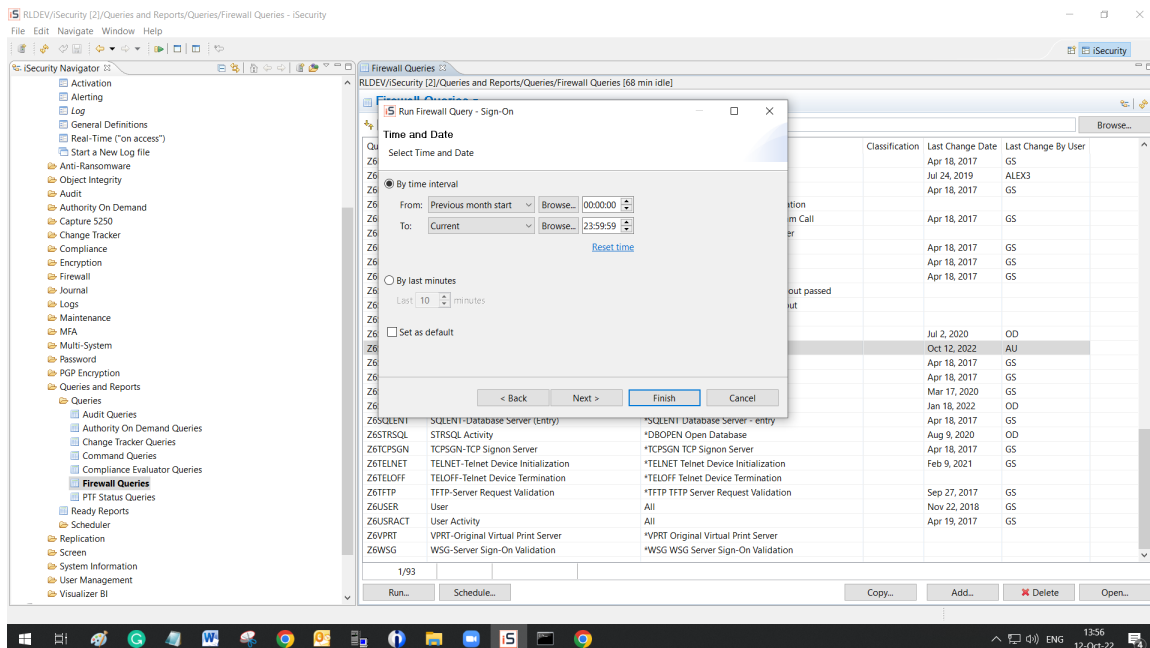 RLDEV/iSecurity [2]/Queries and Reports/Queries/Firewall Queries - iSecurity
File Edit Navigate Window Help
iSecurity
iSecurity Navigator
Activation
Alerting
Log
General Definitions
Real-Time ("on access")
Start a New Log file
Anti-Ransomware
Object Integrity
Audit
Authority On Demand
Capture 5250
Change Tracker
Compliance
Encryption
Firewall
Journal
Logs
Maintenance
MFA
Multi-System
Password
PGP Encryption
Queries and Reports
Queries
Audit Queries
Authority On Demand Queries
Change Tracker Queries
Command Queries
Compliance Evaluator Queries
Firewall Queries
PTF Status Queries
Ready Reports
Scheduler
Replication
Screen
System Information
User Management
Visualizer BI
Firewall Queries
RLDEV/iSecurity [2]/Queries and Reports/Queries/Firewall Queries [68 min idle]
Browse...
Classification Last Change Date Last Change By User
Apr 18, 2017 GS
Jul 24, 2019 ALEX3
Apr 18, 2017 GS
Apr 18, 2017 GS
Apr 18, 2017 GS
Apr 18, 2017 GS
Apr 18, 2017 GS
out passed
Jul 2, 2020 OD
Oct 12, 2022 AU
Apr 18, 2017 GS
Apr 18, 2017 GS
Mar 17, 2020 GS
Jan 18, 2022 OD
Run Firewall Query - Sign-On
Time and Date
Select Time and Date
By time interval
From: Previous month start Browse... 00:00:00
To: Current Browse... 23:59:59
Reset time
By last minutes
Last 10 minutes
Set as default
< Back Next > Finish Cancel
Z6SQLENT SQLENT-Database Server (Entry) *SQLENT Database Server - entry Apr 18, 2017 GS
Z6STRSQL STRSQL Activity *DBOPEN Open Database Aug 9, 2020 OD
Z6TCPSGN TCPSGN-TCP Signon Server *TCPSGN TCP Signon Server Apr 18, 2017 GS
Z6TELNET TELNET-Telnet Device Initialization *TELNET Telnet Device Initialization Feb 9, 2021 GS
Z6TELOFF TELOFF-Telnet Device Termination *TELOFF Telnet Device Termination
Z6TFTP TFTP-Server Request Validation *TFTP TFTP Server Request Validation Sep 27, 2017 GS
Z6USER User All Nov 22, 2018 GS
Z6USRACT User Activity All Apr 19, 2017 GS
Z6VPRT VPRT-Original Virtual Print Server *VPRT Original Virtual Print Server
Z6WSG WSG-Server Sign-On Validation *WSG WSG Server Sign-On Validation
1/93
Run... Schedule... Copy... Add... Delete Open...
ENG
13:56
12-Oct-22